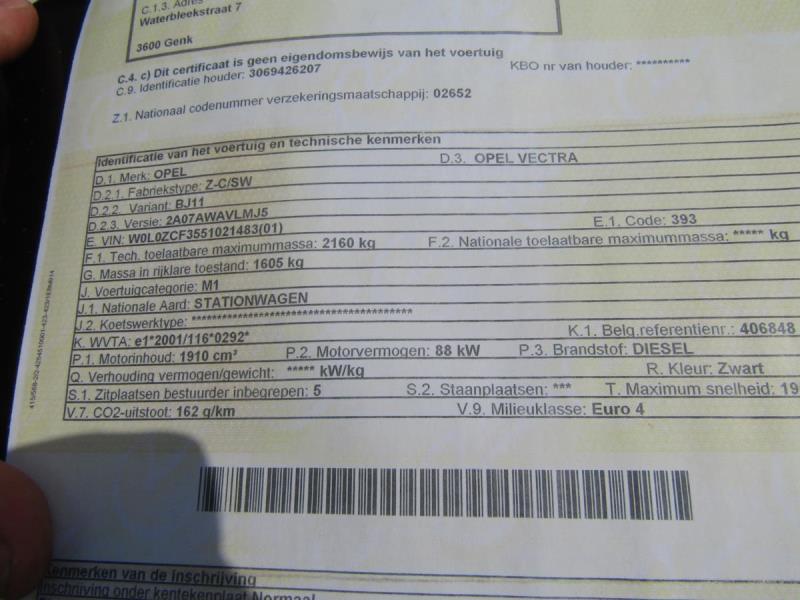 C.1.3. Adres
Waterbleekstraat 7
3600 Genk
C.4. c) Dit certificaat is geen eigendomsbewijs van het voertuig
C.9. Identificatie houder: 3069426207 KBO nr van houder: **********
Z.1. Nationaal codenummer verzekeringsmaatschappij: 02652
Identificatie van het voertuig en technische kenmerken
D.1. Merk: OPEL D.3. OPEL VECTRA
D.2.1. Fabriekstype: Z-C/SW
D.2.2. Variant: BJ11
D.2.3. Versie: 2A07AWAVLMJ5
E. VIN: W0L0ZCF3551021483(01) E.1. Code: 393
F.1. Tech. toelaatbare maximummassa: 2160 kg F.2. Nationale toelaatbare maximummassa: ***** kg
G. Massa in rijklare toestand: 1605 kg
J. Voertuigcategorie: M1
J.1. Nationale Aard: STATIONWAGEN
J.2. Koetswerktype: ****************************************
K. WVTA: e1*2001/116*0292* K.1. Belg.referentienr.: 406848
P.1. Motorinhoud: 1910 cm³ P.2. Motorvermogen: 88 kW P.3. Brandstof: DIESEL
Q. Verhouding vermogen/gewicht: ***** kW/kg R. Kleur: Zwart
S.1. Zitplaatsen bestuurder inbegrepen: 5 S.2. Staanplaatsen: *** T. Maximum snelheid: 19
V.7. CO2-uitstoot: 162 g/km V.9. Milieuklasse: Euro 4
Kenmerken van de inschrijving
Inschrijving onder kentekenplaat Normaal